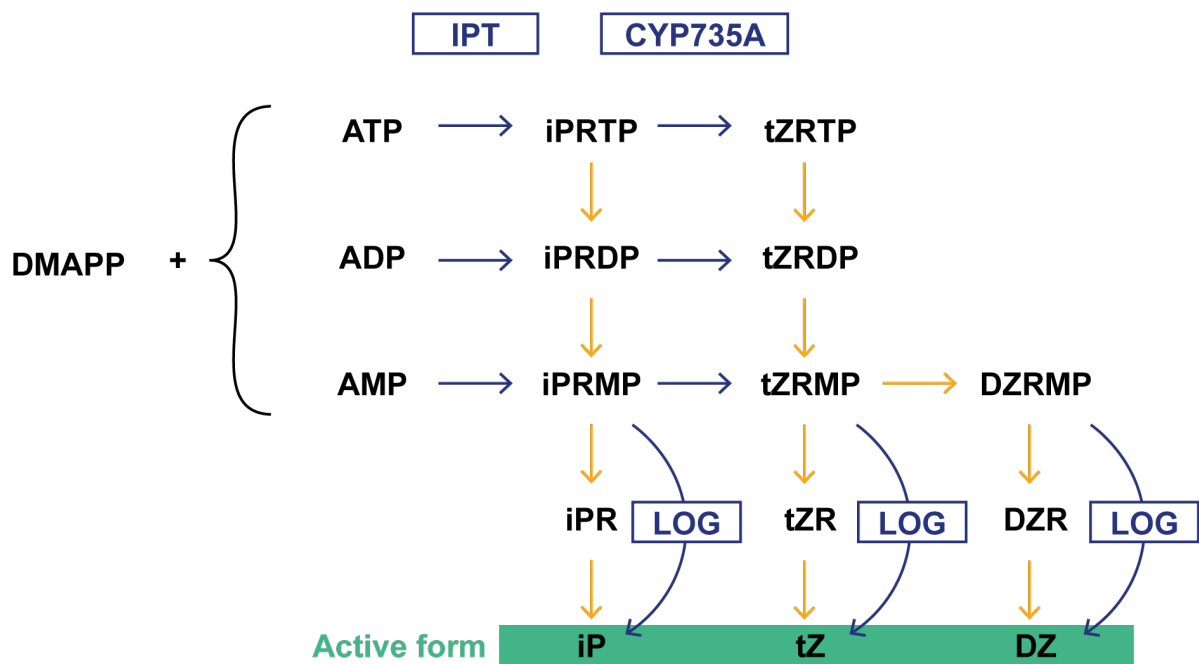 IPT CYP735A
ATP iPRTP tZRTP
DMAPP + ADP iPRDP tZRDP
AMP iPRMP tZRMP DZRMP
iPR LOG tZR LOG DZR LOG
Active form iP tZ DZ